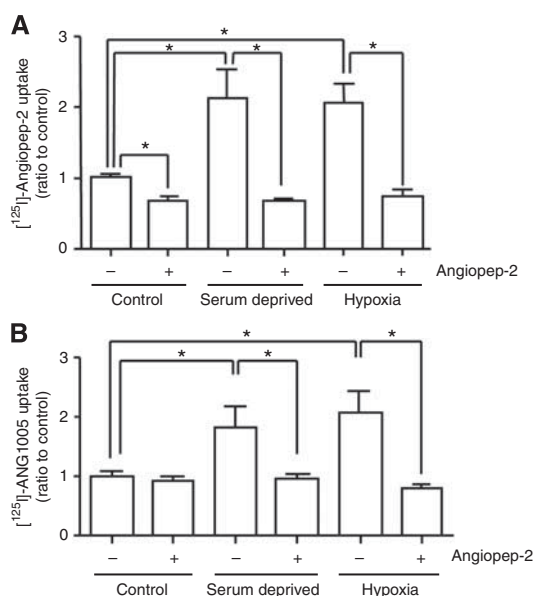 A
[125I]-Angiopep-2 uptake
(ratio to control)
3
2
1
0
* * * * *
– + – + – + Angiopep-2
Control Serum deprived Hypoxia
B
[125I]-ANG1005 uptake
(ratio to control)
3
2
1
0
* * * *
– + – + – + Angiopep-2
Control Serum deprived Hypoxia